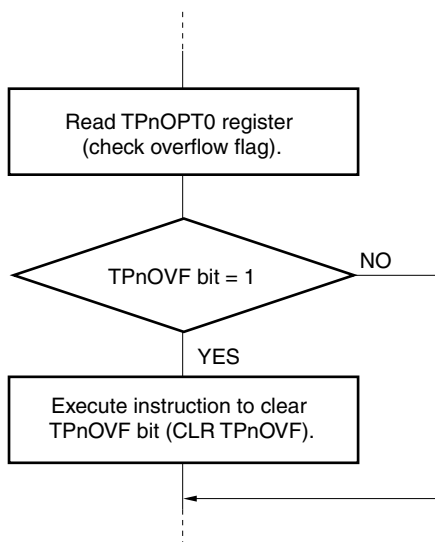 Read TPnOPT0 register
(check overflow flag).
TPnOVF bit = 1
NO
YES
Execute instruction to clear
TPnOVF bit (CLR TPnOVF).